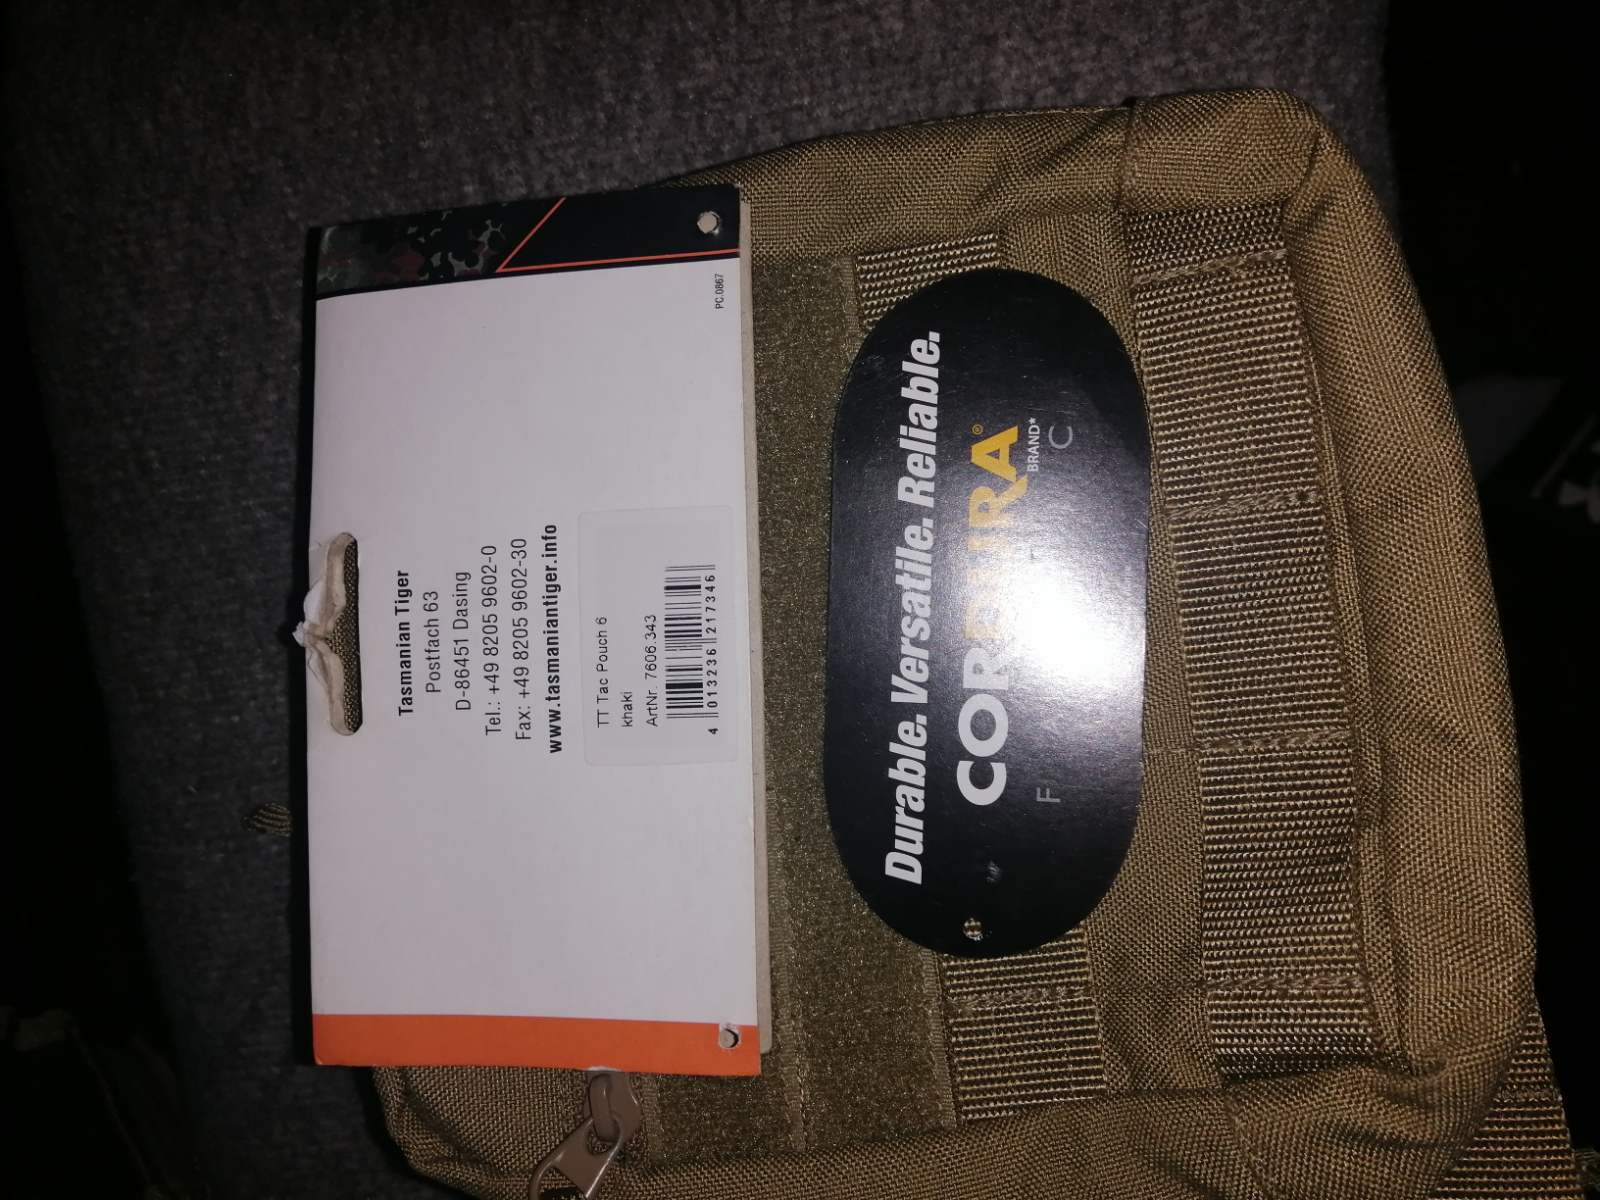 PC.0867
Tasmanian Tiger
Postfach 63
D-86451 Dasing
Tel.: +49 8205 9602-0
Fax: +49 8205 9602-30
www.tasmaniantiger.info
TT Tac Pouch 6
khaki
ArtNr. 7606.343
4 013236 217346
Durable. Versatile. Reliable.
CORDURA®
BRAND*
F C